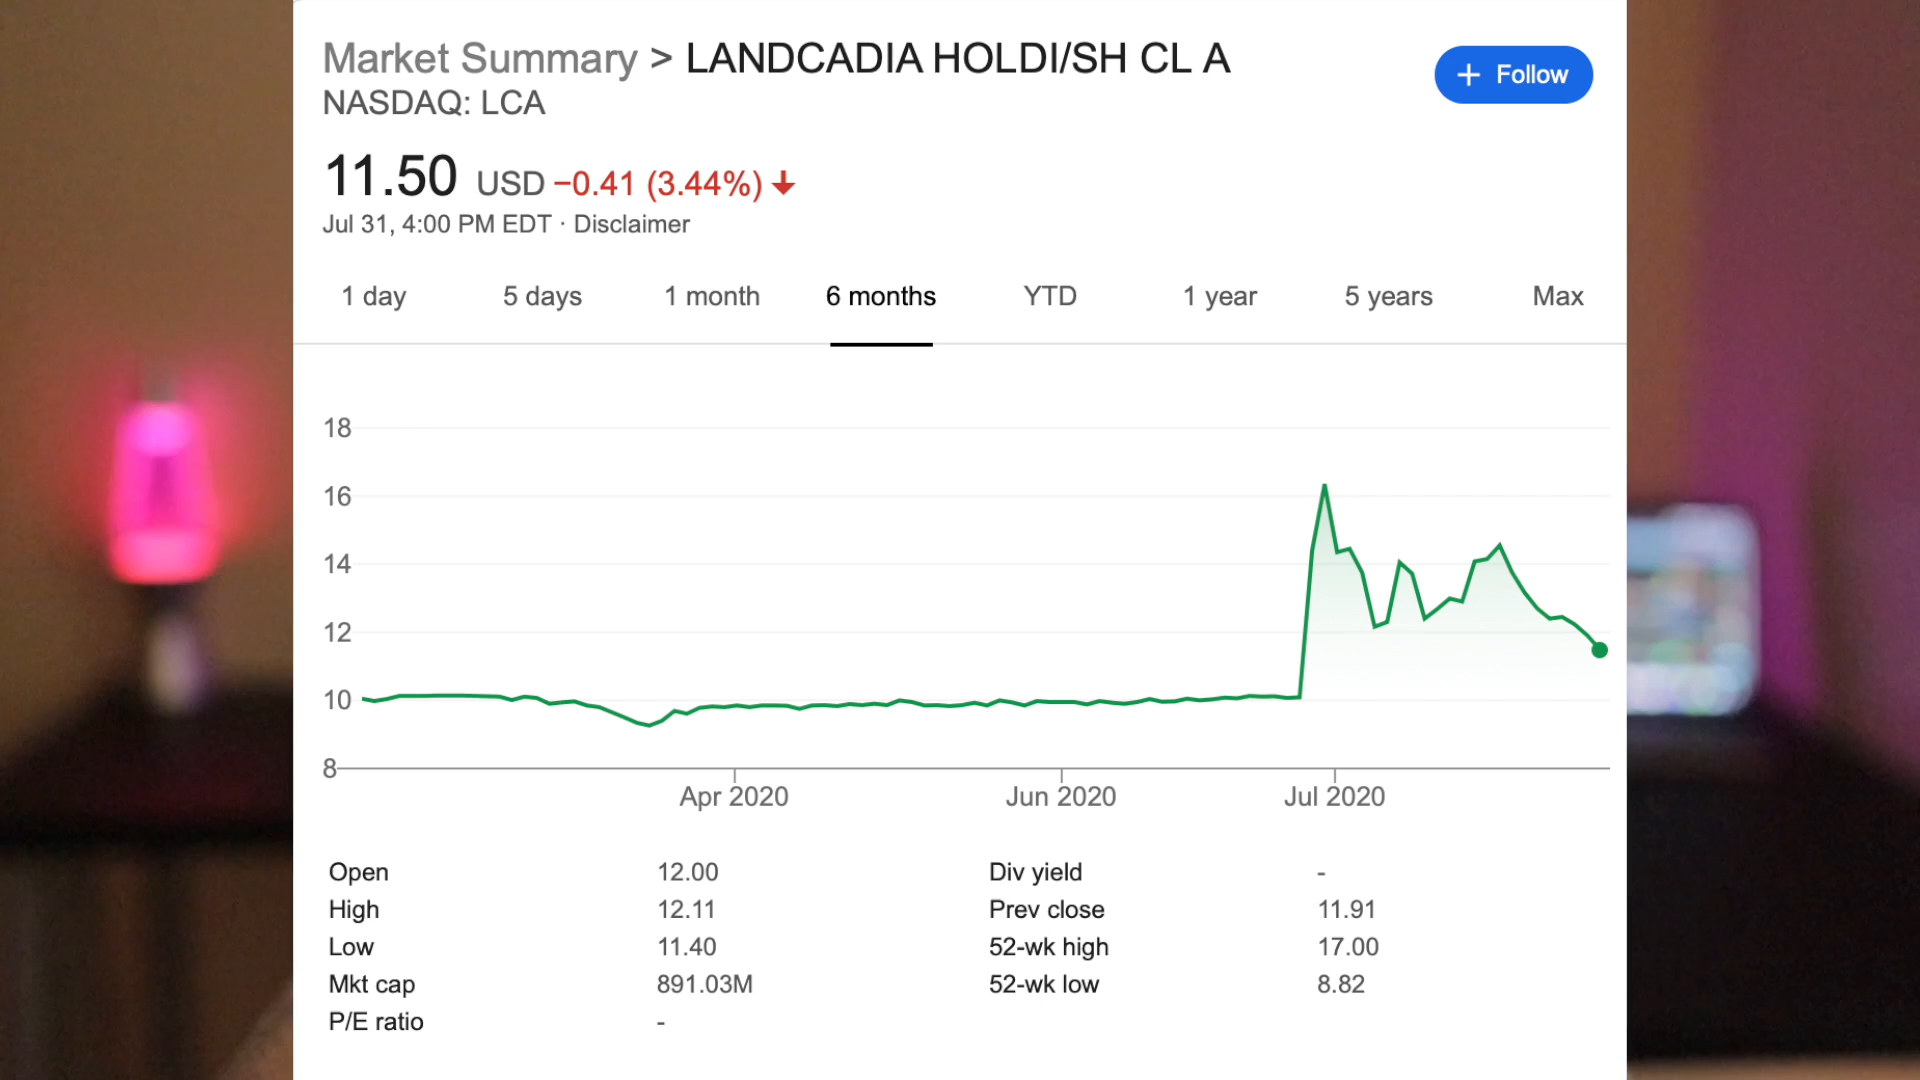 Market Summary > LANDCADIA HOLDI/SH CL A
NASDAQ: LCA
+ Follow
11.50 USD −0.41 (3.44%) ↓
Jul 31, 4:00 PM EDT · Disclaimer
1 day 5 days 1 month 6 months YTD 1 year 5 years Max
18
16
14
12
10
8
Apr 2020 Jun 2020 Jul 2020
Open 12.00 Div yield -
High 12.11 Prev close 11.91
Low 11.40 52-wk high 17.00
Mkt cap 891.03M 52-wk low 8.82
P/E ratio -